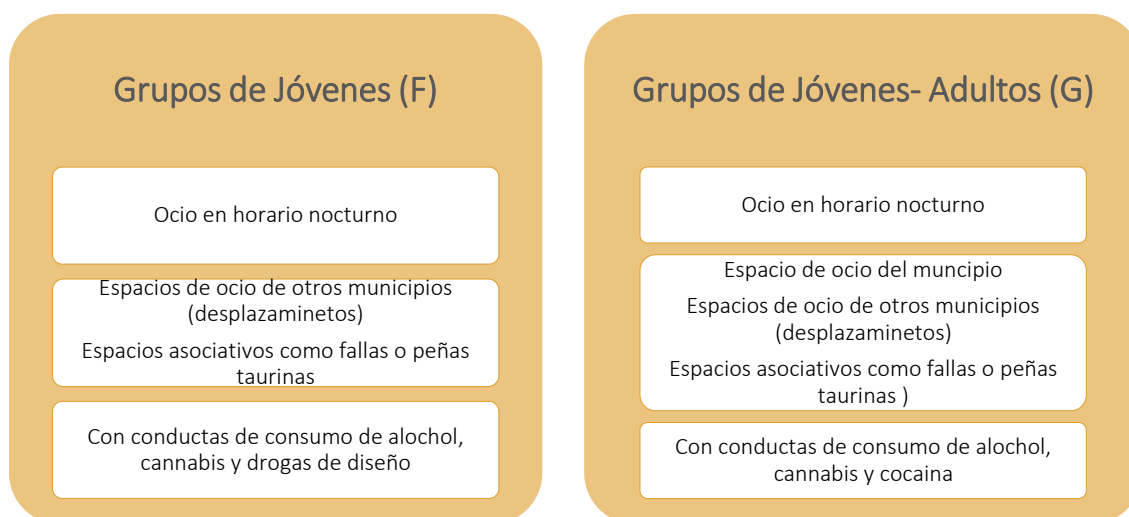 Grupos de Jóvenes (F)
Ocio en horario nocturno
Espacios de ocio de otros municipios
(desplazaminetos)
Espacios asociativos como fallas o peñas
taurinas
Con conductas de consumo de alochol,
cannabis y drogas de diseño
Grupos de Jóvenes- Adultos (G)
Ocio en horario nocturno
Espacio de ocio del muncipio
Espacios de ocio de otros municipios
(desplazaminetos)
Espacios asociativos como fallas o peñas
taurinas )
Con conductas de consumo de alochol,
cannabis y cocaina